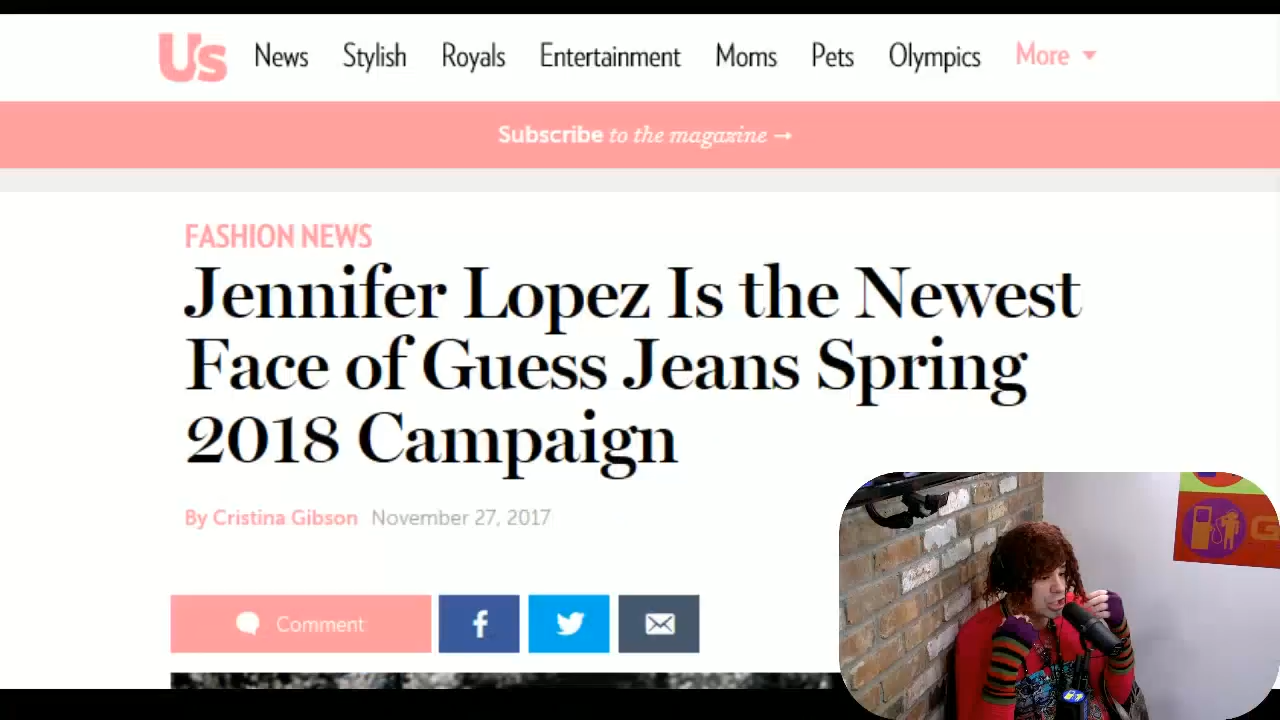 Us News Stylish Royals Entertainment Moms Pets Olympics More
Subscribe to the magazine →
FASHION NEWS
Jennifer Lopez Is the Newest
Face of Guess Jeans Spring
2018 Campaign
By Cristina Gibson November 27, 2017
Comment